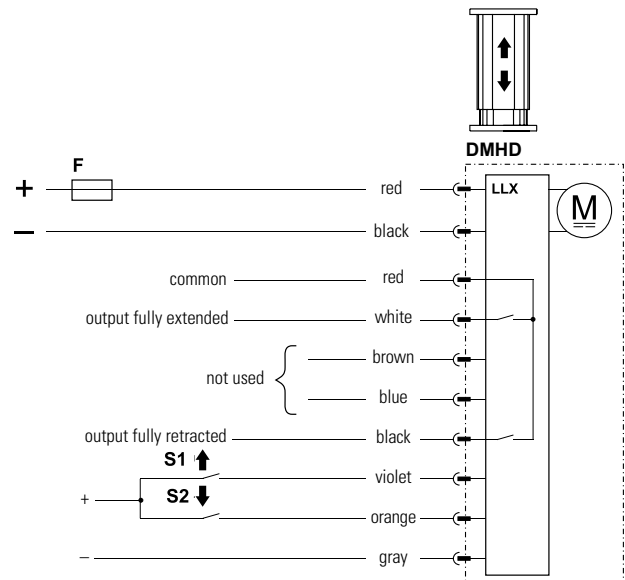 DMHD
F
+ red LLX M
− black
common red
output fully extended white
brown
not used
blue
output fully retracted black
S1
violet
+ S2
orange
− gray